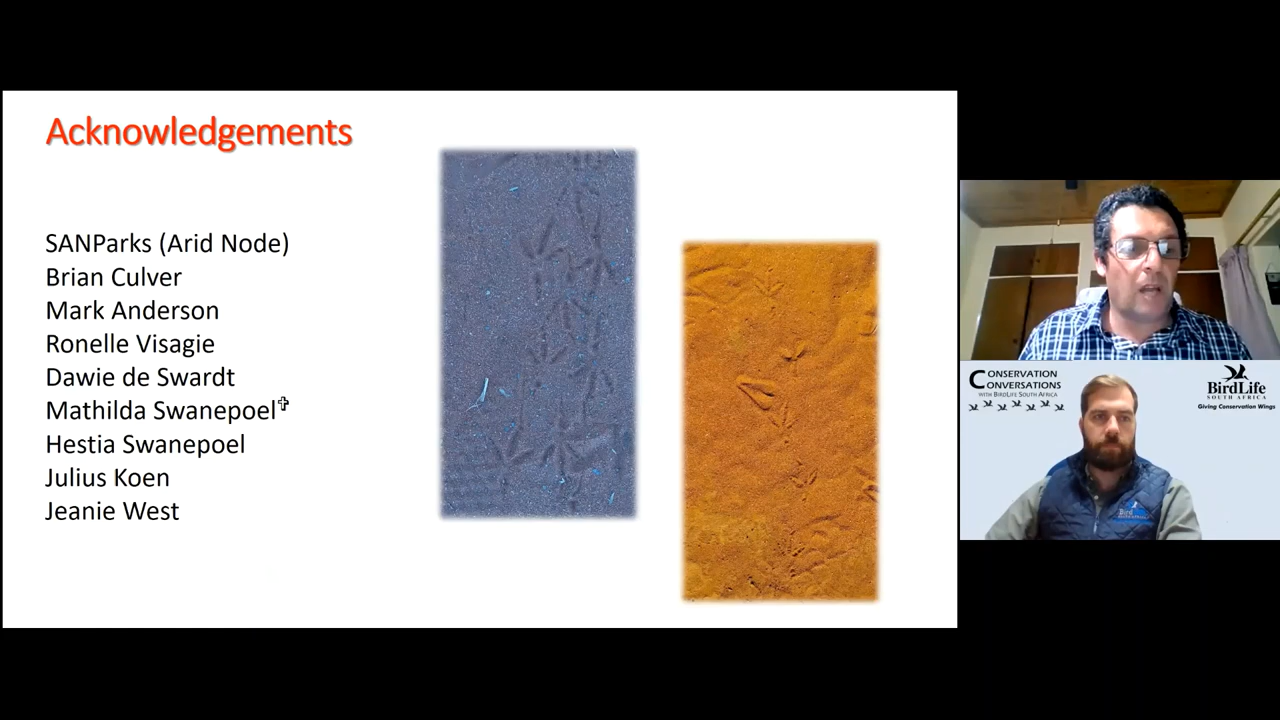 Acknowledgements
SANParks (Arid Node)
Brian Culver
Mark Anderson
Ronelle Visagie
Dawie de Swardt
Mathilda Swanepoel✞
Hestia Swanepoel
Julius Koen
Jeanie West
CONSERVATION
CONVERSATIONS
WITH BIRDLIFE SOUTH AFRICA
BirdLife
SOUTH AFRICA
Giving Conservation Wings
Bird